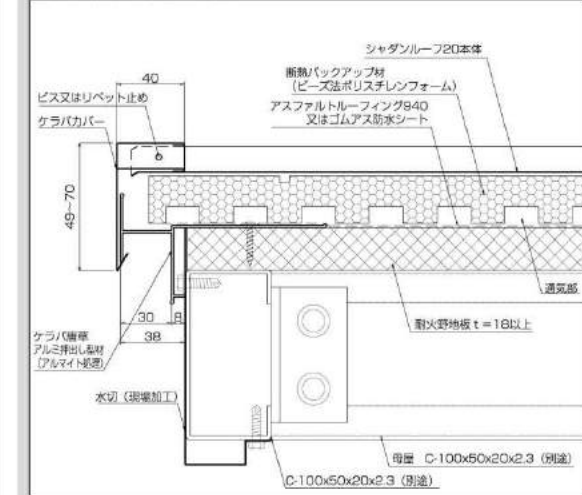 シャダンルーフ20本体
断熱バックアップ材
(ビーズ法ポリスチレンフォーム)
アスファルトルーフィング940
又はゴムアス防水シート
40
ビス又はリベット止め
ケラバカバー
49~70
通気部
耐火野地板 t=18以上
30
8
38
ケラバ唐草
アルミ押出し型材
(アルマイト処理)
水切(現場加工)
母屋 C-100x50x20x2.3(別途)
C-100x50x20x2.3(別途)